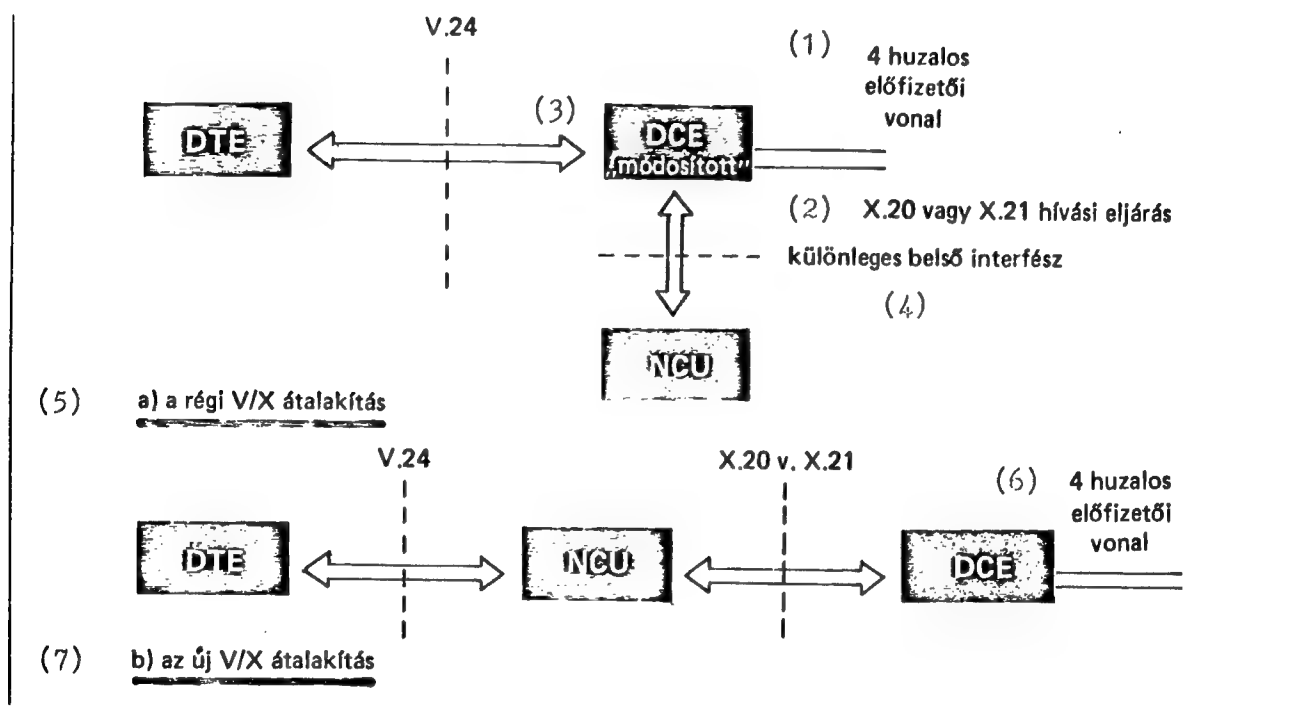 V.24
(1) 4 huzalos
előfizetői
vonal
DTE
(3)
DCE
„módosított”
(2) X.20 vagy X.21 hívási eljárás
különleges belső interfész
(4)
NCU
(5) a) a régi V/X átalakítás
V.24
X.20 v. X.21
(6) 4 huzalos
előfizetői
vonal
DTE
NCU
DCE
(7) b) az új V/X átalakítás